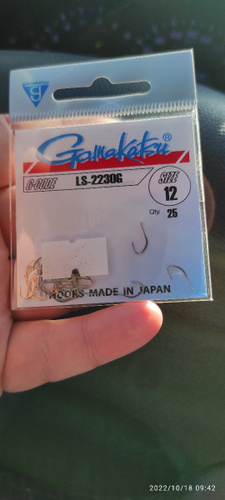 Gamakatsu®
G-CODE
LS-2230G
SIZE
12
Qty 25
HOOKS MADE IN JAPAN
2022/10/18 09:42